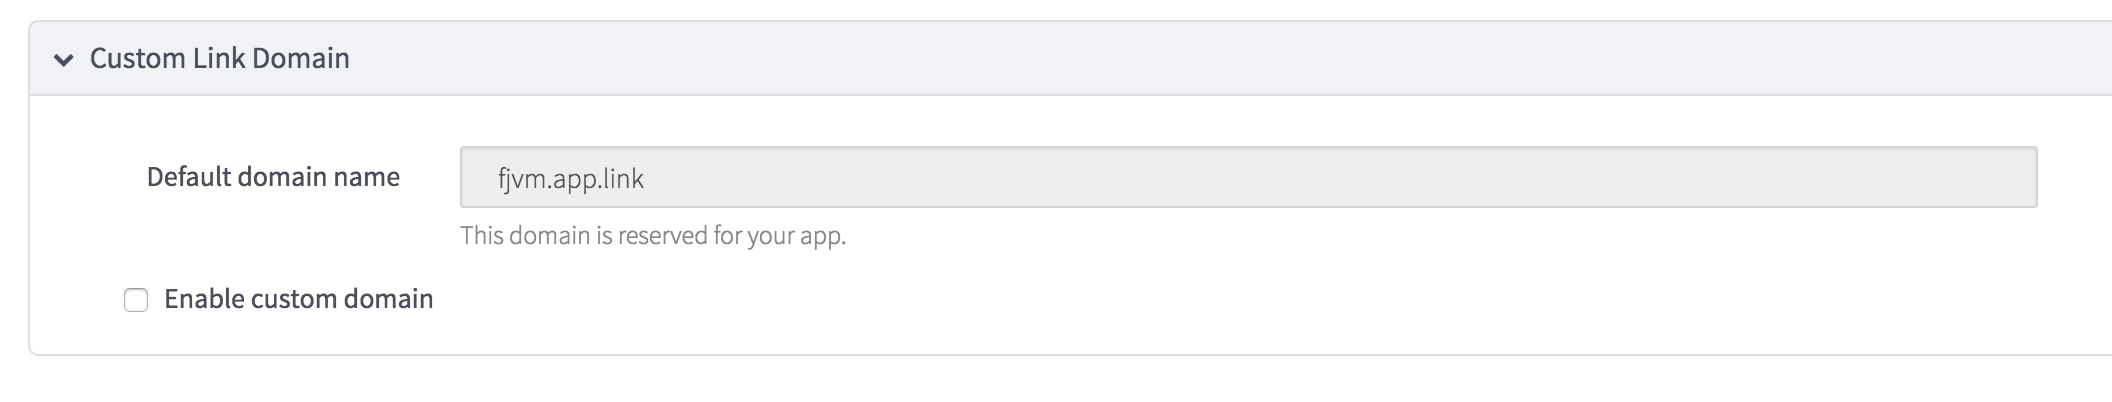 Custom Link Domain
Default domain name
fjvm.app.link
This domain is reserved for your app.
Enable custom domain